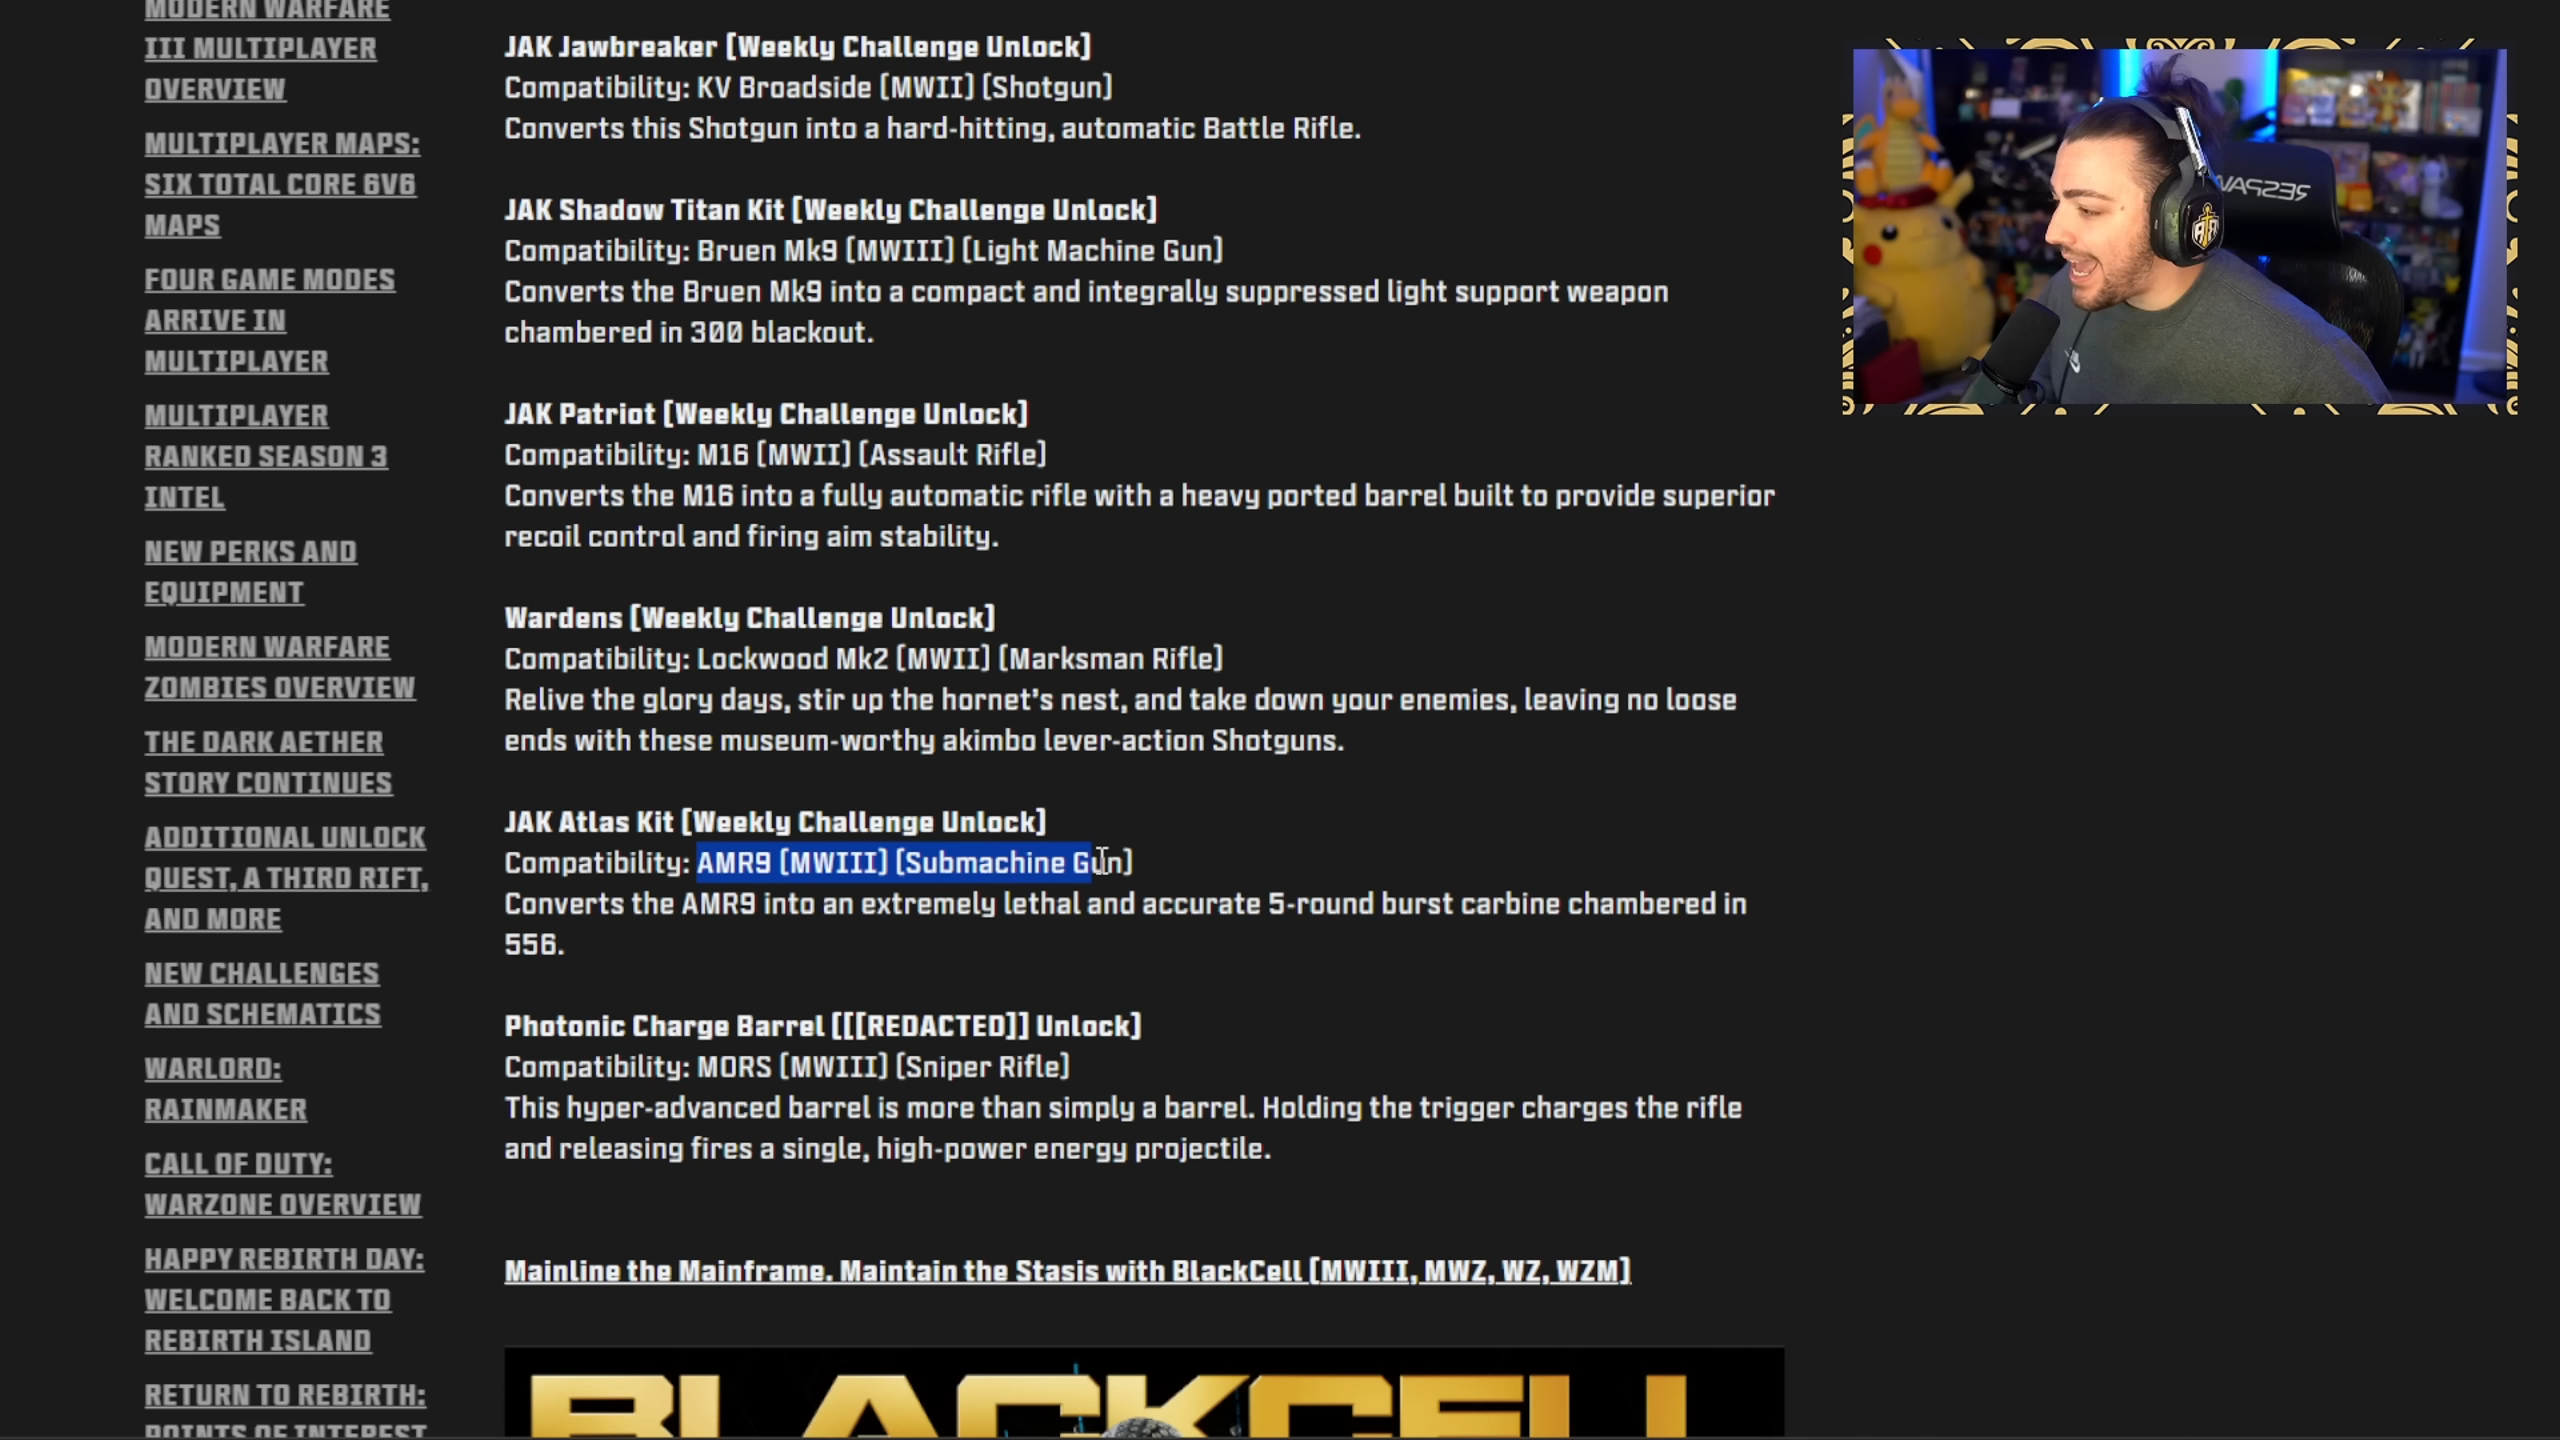 MODERN WARFARE
III MULTIPLAYER
OVERVIEW
MULTIPLAYER MAPS:
SIX TOTAL CORE 6V6
MAPS
FOUR GAME MODES
ARRIVE IN
MULTIPLAYER
MULTIPLAYER
RANKED SEASON 3
INTEL
NEW PERKS AND
EQUIPMENT
MODERN WARFARE
ZOMBIES OVERVIEW
THE DARK AETHER
STORY CONTINUES
ADDITIONAL UNLOCK
QUEST, A THIRD RIFT,
AND MORE
NEW CHALLENGES
AND SCHEMATICS
WARLORD:
RAINMAKER
CALL OF DUTY:
WARZONE OVERVIEW
HAPPY REBIRTH DAY:
WELCOME BACK TO
REBIRTH ISLAND
RETURN TO REBIRTH:
POINTS OF INTEREST
JAK Jawbreaker [Weekly Challenge Unlock]
Compatibility: KV Broadside (MWII) (Shotgun)
Converts this Shotgun into a hard-hitting, automatic Battle Rifle.
JAK Shadow Titan Kit [Weekly Challenge Unlock]
Compatibility: Bruen Mk9 (MWIII) (Light Machine Gun)
Converts the Bruen Mk9 into a compact and integrally suppressed light support weapon
chambered in 300 blackout.
JAK Patriot [Weekly Challenge Unlock]
Compatibility: M16 (MWII) (Assault Rifle)
Converts the M16 into a fully automatic rifle with a heavy ported barrel built to provide superior
recoil control and firing aim stability.
Wardens [Weekly Challenge Unlock]
Compatibility: Lockwood Mk2 (MWII) (Marksman Rifle)
Relive the glory days, stir up the hornet's nest, and take down your enemies, leaving no loose
ends with these museum-worthy akimbo lever-action Shotguns.
JAK Atlas Kit [Weekly Challenge Unlock]
Compatibility: AMR9 (MWIII) (Submachine Gun)
Converts the AMR9 into an extremely lethal and accurate 5-round burst carbine chambered in
556.
Photonic Charge Barrel [[[REDACTED]] Unlock]
Compatibility: MORS (MWIII) (Sniper Rifle)
This hyper-advanced barrel is more than simply a barrel. Holding the trigger charges the rifle
and releasing fires a single, high-power energy projectile.
Mainline the Mainframe. Maintain the Stasis with BlackCell (MWIII, MWZ, WZ, WZM)
BLACKCELL